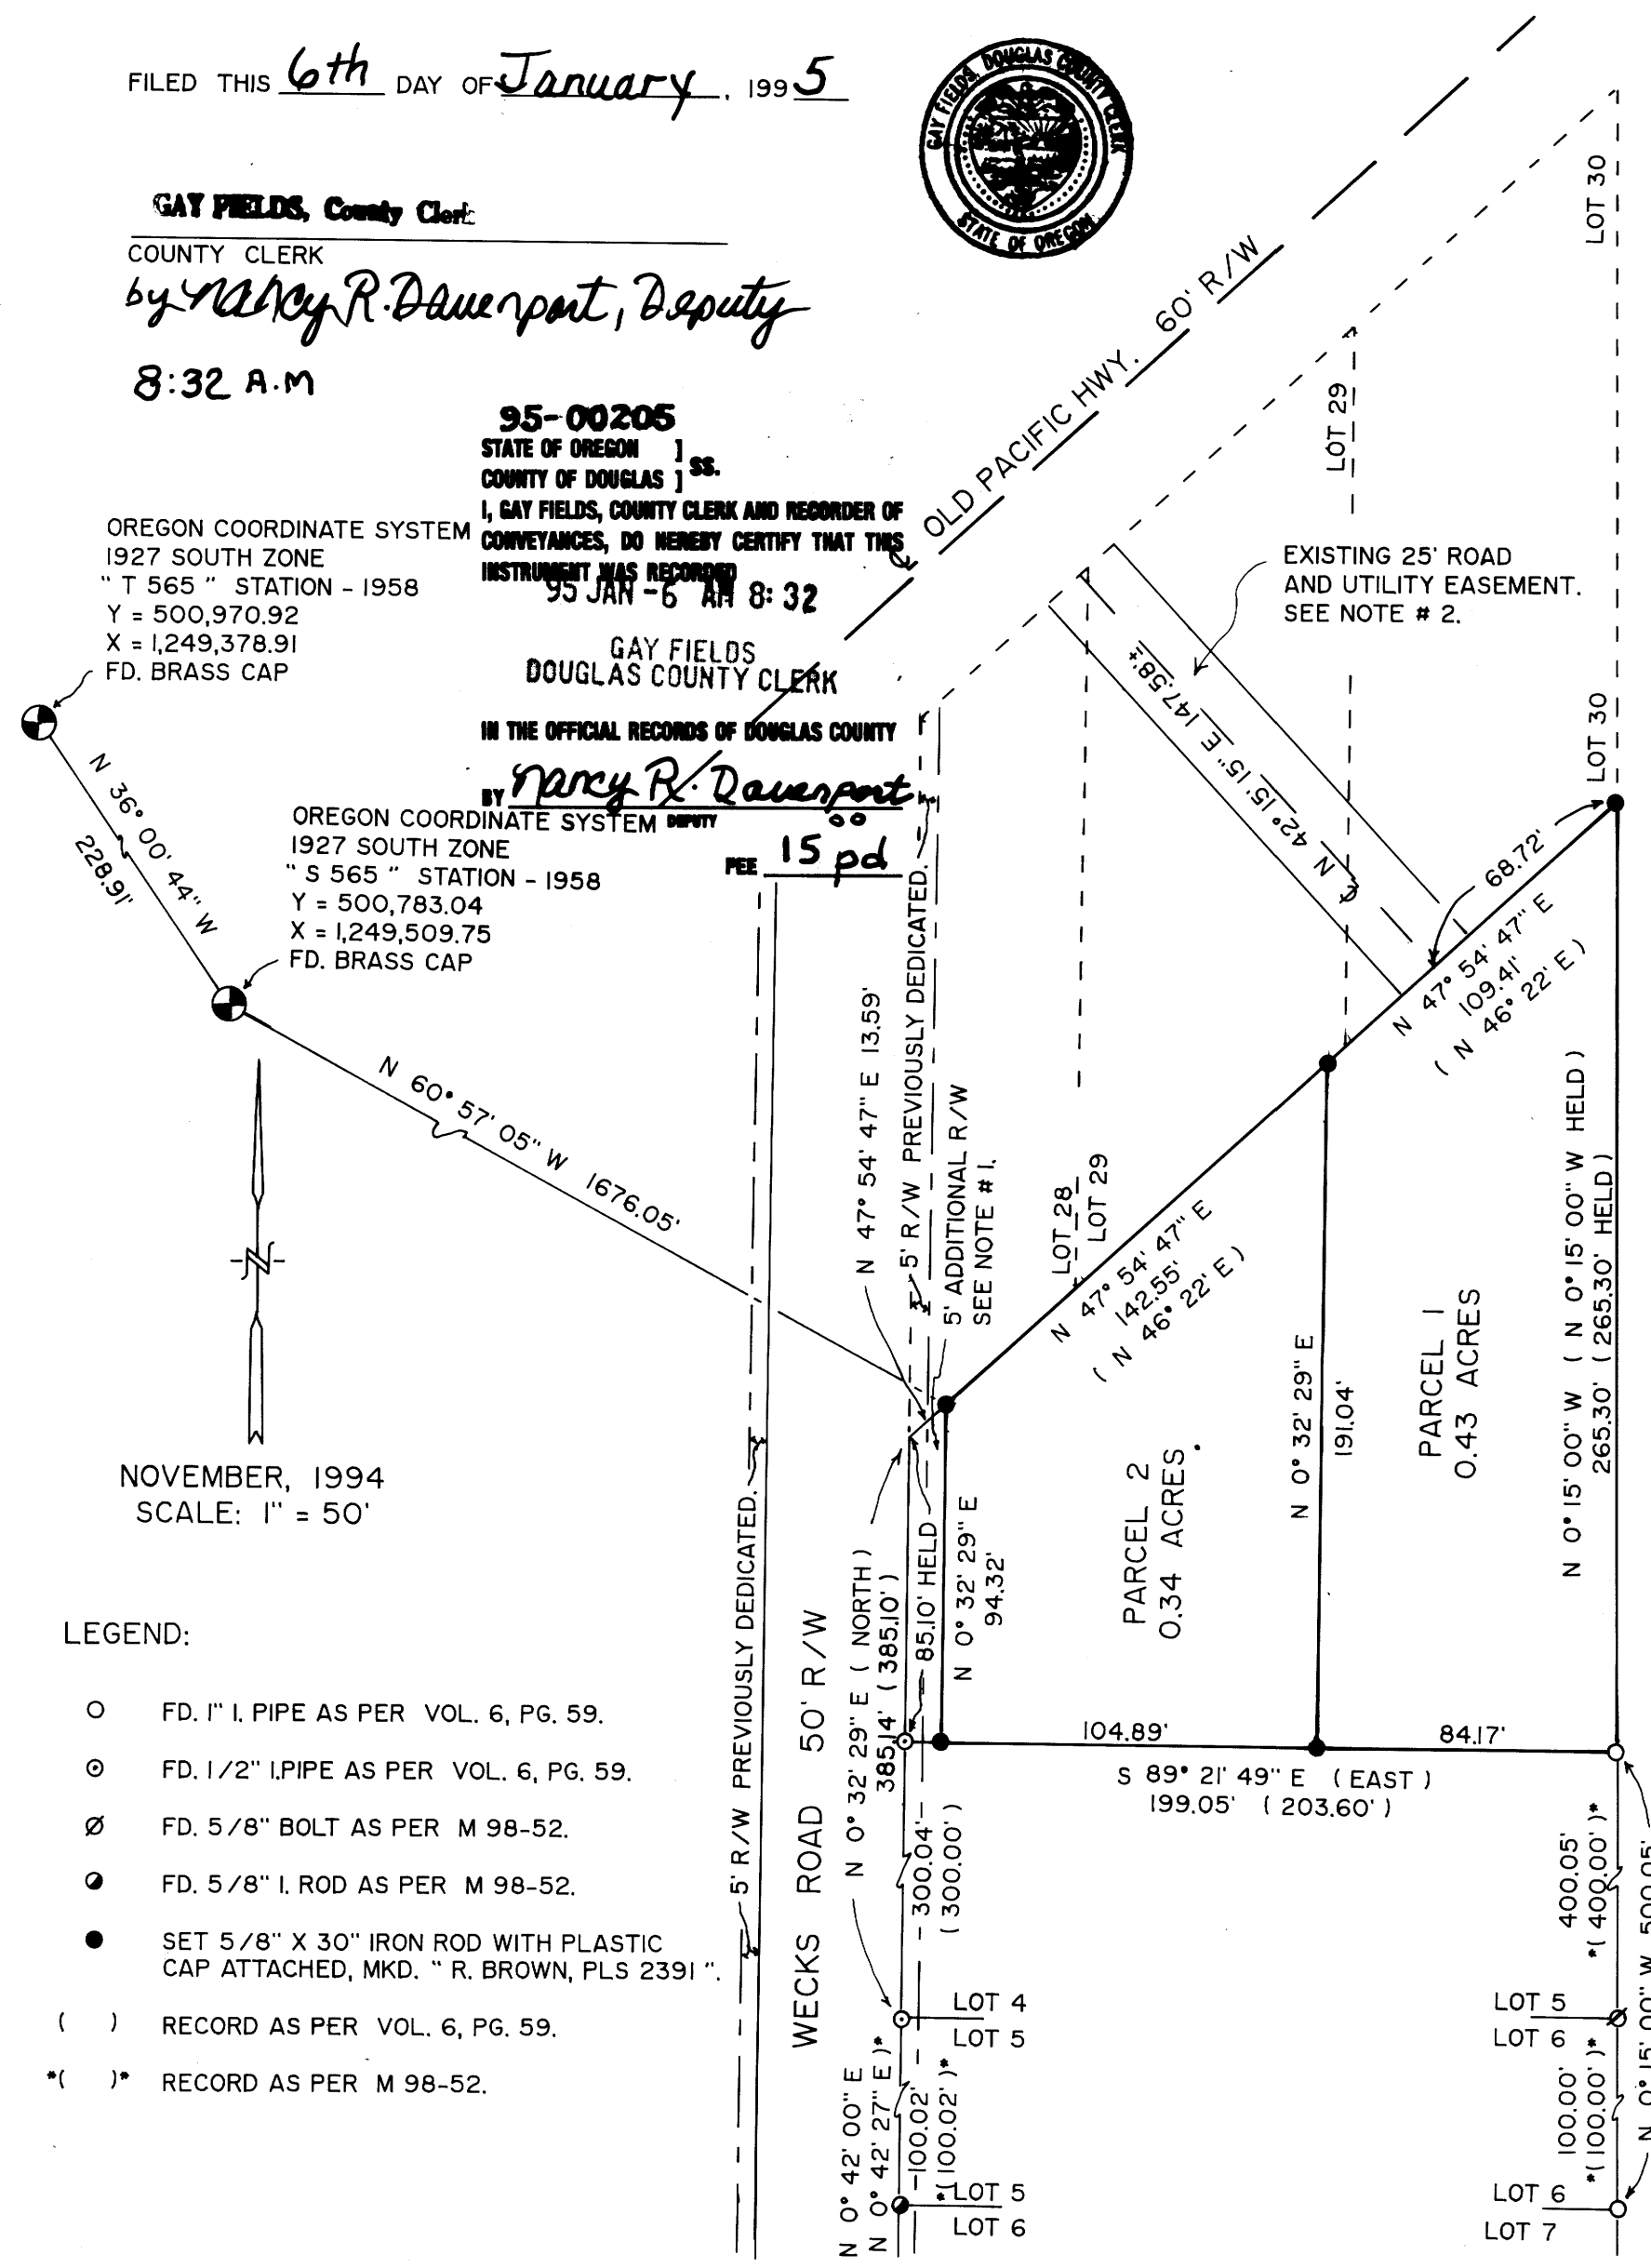 FILED THIS 6th DAY OF January, 1995
GAY FIELDS, DOUGLAS COUNTY CLERK
STATE OF OREGON
GAY FIELDS, County Clerk
COUNTY CLERK
by Nancy R. Davenport, Deputy
8:32 A.M
95-00205
STATE OF OREGON ]
COUNTY OF DOUGLAS ] SS.
I, GAY FIELDS, COUNTY CLERK AND RECORDER OF
CONVEYANCES, DO HEREBY CERTIFY THAT THIS
INSTRUMENT WAS RECORDED
95 JAN -6 AM 8:32
GAY FIELDS
DOUGLAS COUNTY CLERK
IN THE OFFICIAL RECORDS OF DOUGLAS COUNTY
BY Nancy R. Davenport
DEPUTY
FEE 15 00 pd
OREGON COORDINATE SYSTEM
1927 SOUTH ZONE
" T 565 " STATION - 1958
Y = 500,970.92
X = 1,249,378.91
FD. BRASS CAP
N 36° 00' 44" W
228.91'
OREGON COORDINATE SYSTEM
1927 SOUTH ZONE
" S 565 " STATION - 1958
Y = 500,783.04
X = 1,249,509.75
FD. BRASS CAP
N 60° 57' 05" W 1676.05'
OLD PACIFIC HWY. 60' R/W
LOT 30
LOT 29
EXISTING 25' ROAD
AND UTILITY EASEMENT.
SEE NOTE # 2.
N 42° 15' 15" E 147.58'±
LOT 30
68.72'
N 47° 54' 47" E
109.41'
( N 46° 22' E )
N 47° 54' 47" E 13.59'
5' R/W PREVIOUSLY DEDICATED.
5' ADDITIONAL R/W
SEE NOTE # 1.
LOT 28
LOT 29
N 47° 54' 47" E
142.55'
( N 46° 22' E )
N 0° 32' 29" E
191.04'
PARCEL 1
0.43 ACRES
N 0° 15' 00" W ( N 0° 15' 00" W HELD )
265.30' ( 265.30' HELD )
PARCEL 2
0.34 ACRES
N 0° 32' 29" E
94.32'
85.10' HELD
N 0° 32' 29" E ( NORTH )
385.14' ( 385.10' )
NOVEMBER, 1994
SCALE: 1" = 50'
N
5' R/W PREVIOUSLY DEDICATED.
WECKS ROAD 50' R/W
104.89'
84.17'
S 89° 21' 49" E ( EAST )
199.05' ( 203.60' )
300.04'
( 300.00' )
400.05'
*( 400.00' )*
N 0° 15' 00" W 500.05'
LOT 4
LOT 5
LOT 5
LOT 6
N 0° 42' 00" E
N 0° 42' 27" E )*
100.02'
*( 100.02' )*
100.00'
*( 100.00' )*
LOT 5
LOT 6
LOT 6
LOT 7
LEGEND:
FD. 1" I. PIPE AS PER VOL. 6, PG. 59.
FD. 1/2" I.PIPE AS PER VOL. 6, PG. 59.
FD. 5/8" BOLT AS PER M 98-52.
FD. 5/8" I. ROD AS PER M 98-52.
SET 5/8" X 30" IRON ROD WITH PLASTIC
CAP ATTACHED, MKD. " R. BROWN, PLS 2391 ".
( ) RECORD AS PER VOL. 6, PG. 59.
*( )* RECORD AS PER M 98-52.